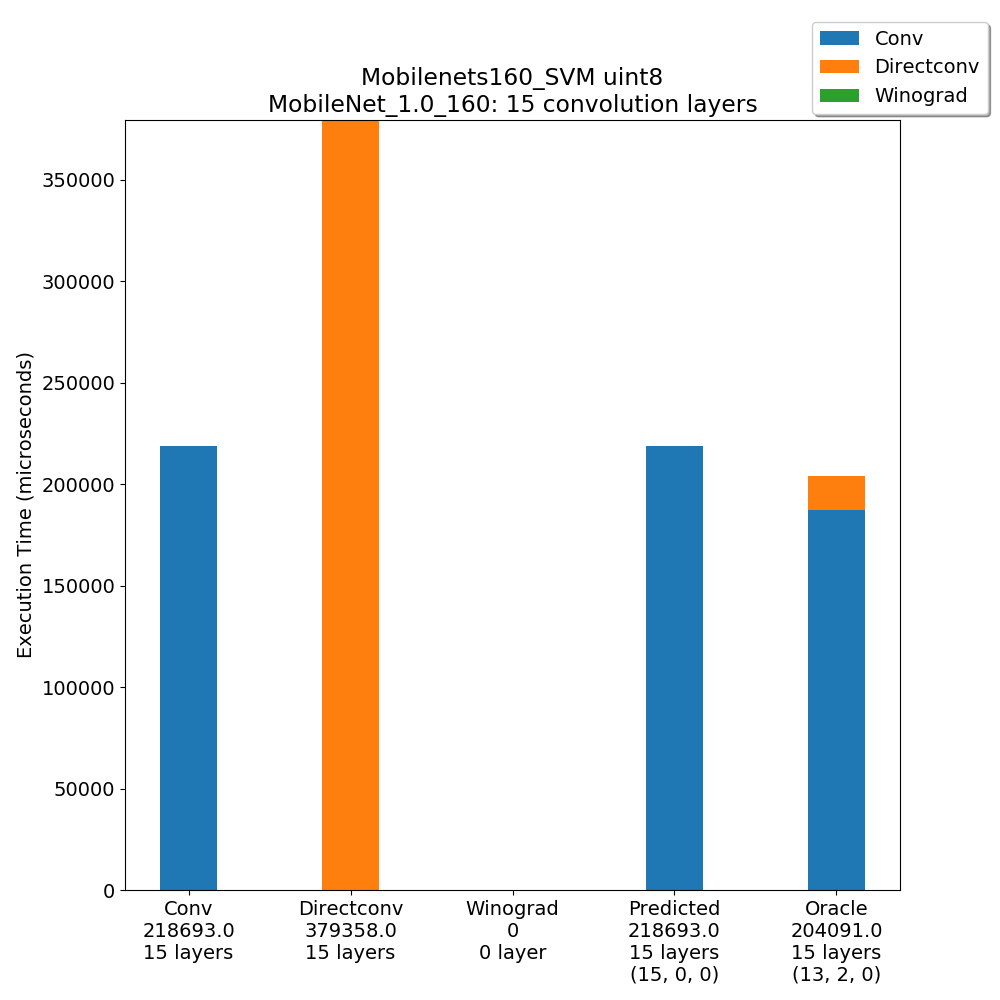 Conv
Directconv
Winograd
Mobilenets160_SVM uint8
MobileNet_1.0_160: 15 convolution layers
Execution Time (microseconds)
350000
300000
250000
200000
150000
100000
50000
0
Conv
218693.0
15 layers
Directconv
379358.0
15 layers
Winograd
0
0 layer
Predicted
218693.0
15 layers
(15, 0, 0)
Oracle
204091.0
15 layers
(13, 2, 0)